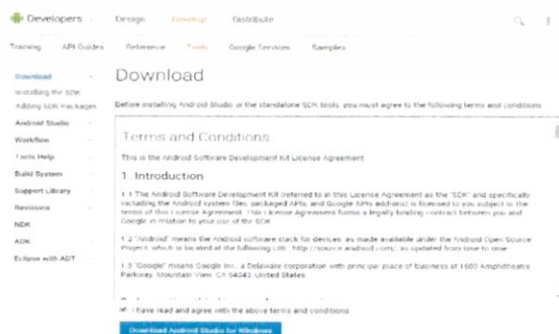 Developers Design Develop Distribute
Training API Guides Reference Tools Google Services Samples
Download
Installing the SDK
Adding SDK Packages
Android Studio
Workflow
Tools Help
Build System
Support Library
Revisions
NDK
ADK
Eclipse with ADT
Download
Before installing Android Studio or the standalone SDK tools, you must agree to the following terms and conditions.
Terms and Conditions
This is the Android Software Development Kit License Agreement
1. Introduction
1.1 The Android Software Development Kit (referred to in this License Agreement as the "SDK" and specifically
including the Android system files, packaged APIs, and Google APIs add-ons) is licensed to you subject to the
terms of this License Agreement. This License Agreement forms a legally binding contract between you and
Google in relation to your use of the SDK.
1.2 "Android" means the Android software stack for devices, as made available under the Android Open Source
Project, which is located at the following URL: http://source.android.com/, as updated from time to time.
1.3 "Google" means Google Inc., a Delaware corporation with principal place of business at 1600 Amphitheatre
Parkway, Mountain View, CA 94043, United States.
I have read and agree with the above terms and conditions
Download Android Studio for Windows